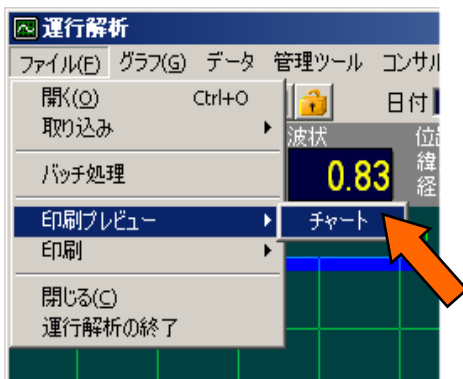 運行解析
ファイル(F) グラフ(G) データ 管理ツール コンサル
開く(O) Ctrl+O
取り込み
バッチ処理
印刷プレビュー
チャート
印刷
閉じる(C)
運行解析の終了
日付
波状
0.83
緯
経